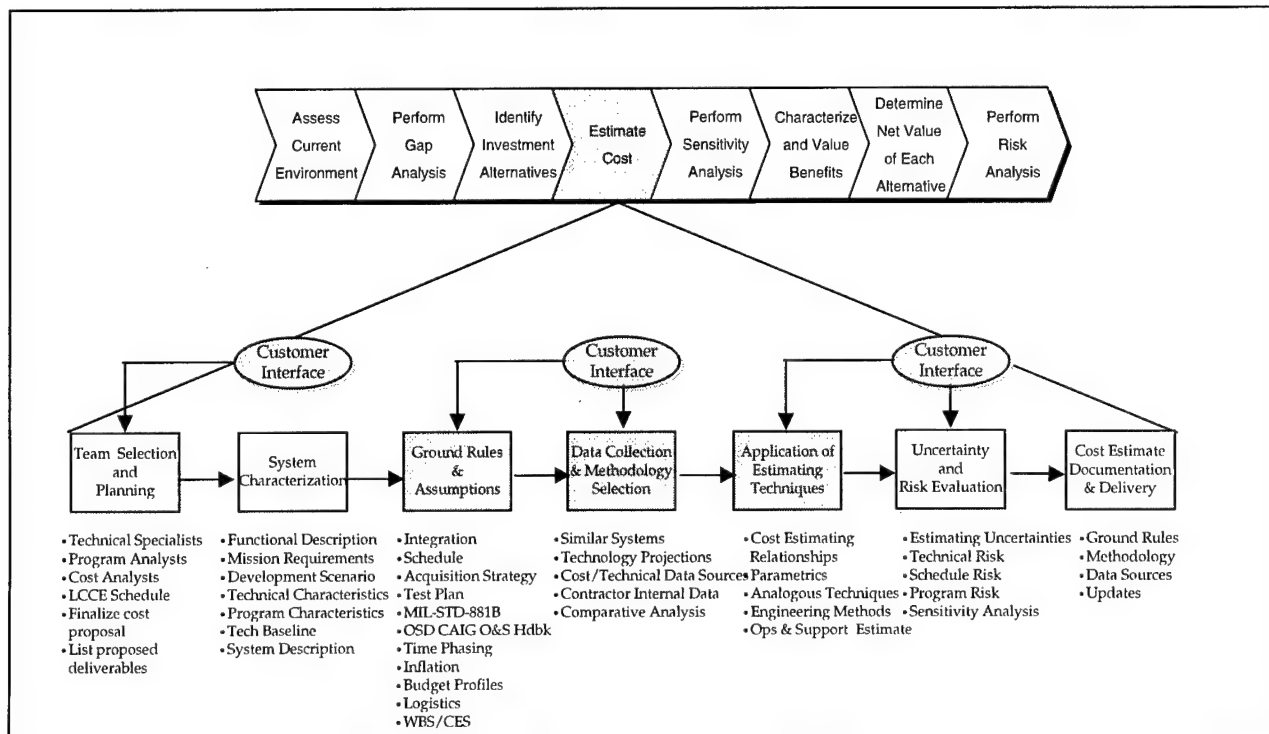 Assess
Current
Environment
Perform
Gap
Analysis
Identify
Investment
Alternatives
Estimate
Cost
Perform
Sensitivity
Analysis
Characterize
and Value
Benefits
Determine
Net Value
of Each
Alternative
Perform
Risk
Analysis
Customer
Interface
Customer
Interface
Customer
Interface
Team Selection
and
Planning
System
Characterization
Ground Rules
&
Assumptions
Data Collection
& Methodology
Selection
Application of
Estimating
Techniques
Uncertainty
and
Risk Evaluation
Cost Estimate
Documentation
& Delivery
• Technical Specialists
• Program Analysts
• Cost Analysts
• LCCE Schedule
• Finalize cost
proposal
• List proposed
deliverables
• Functional Description
• Mission Requirements
• Development Scenario
• Technical Characteristics
• Program Characteristics
• Tech Baseline
• System Description
• Integration
• Schedule
• Acquisition Strategy
• Test Plan
• MIL-STD-881B
• OSD CAIG O&S Hdbk
• Time Phasing
• Inflation
• Budget Profiles
• Logistics
• WBS/CES
• Similar Systems
• Technology Projections
• Cost/Technical Data Sources
• Contractor Internal Data
• Comparative Analysis
• Cost Estimating
Relationships
• Parametrics
• Analogous Techniques
• Engineering Methods
• Ops & Support Estimate
• Estimating Uncertainties
• Technical Risk
• Schedule Risk
• Program Risk
• Sensitivity Analysis
• Ground Rules
• Methodology
• Data Sources
• Updates